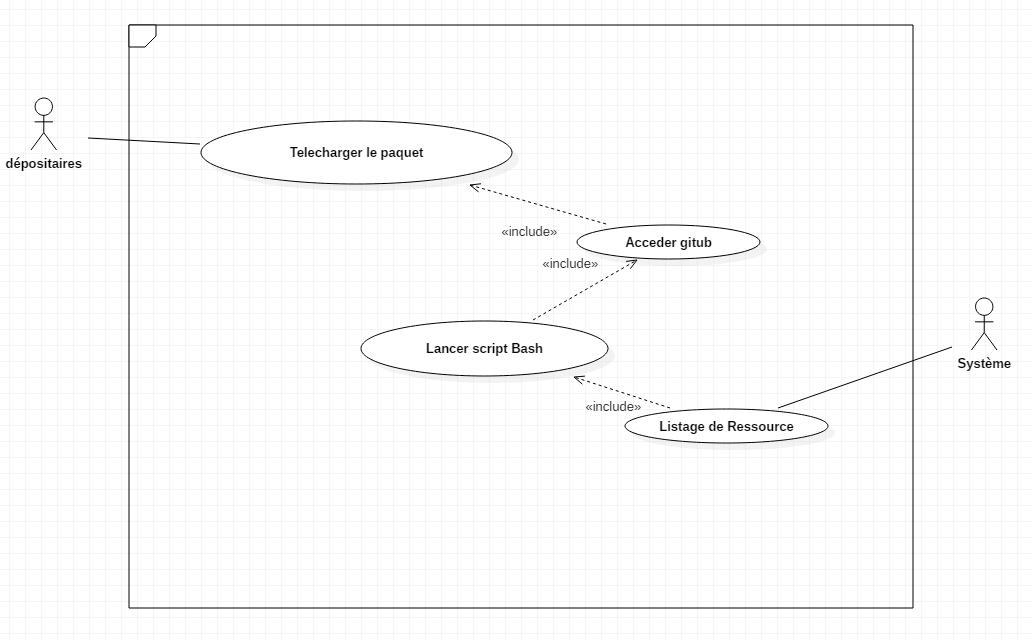 dépositaires
Telecharger le paquet
«include»
Acceder gitub
«include»
Lancer script Bash
Système
«include»
Listage de Ressource